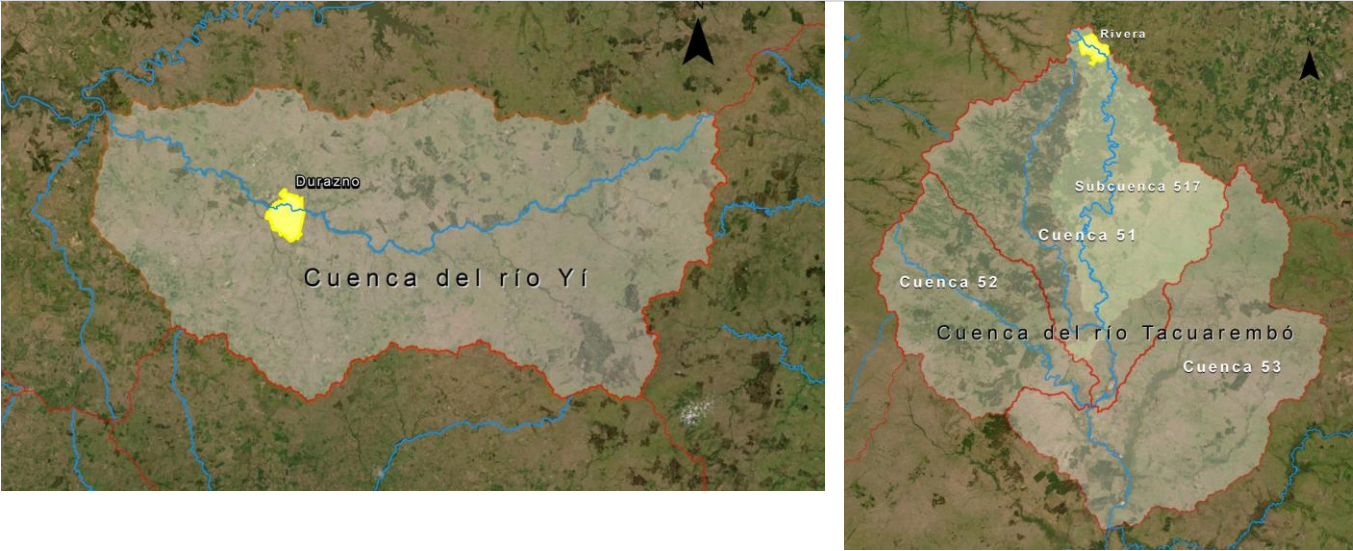 Durazno
Cuenca del río Yí
Rivera
Subcuenca 517
Cuenca 51
Cuenca 52
Cuenca del río Tacuarembó
Cuenca 53